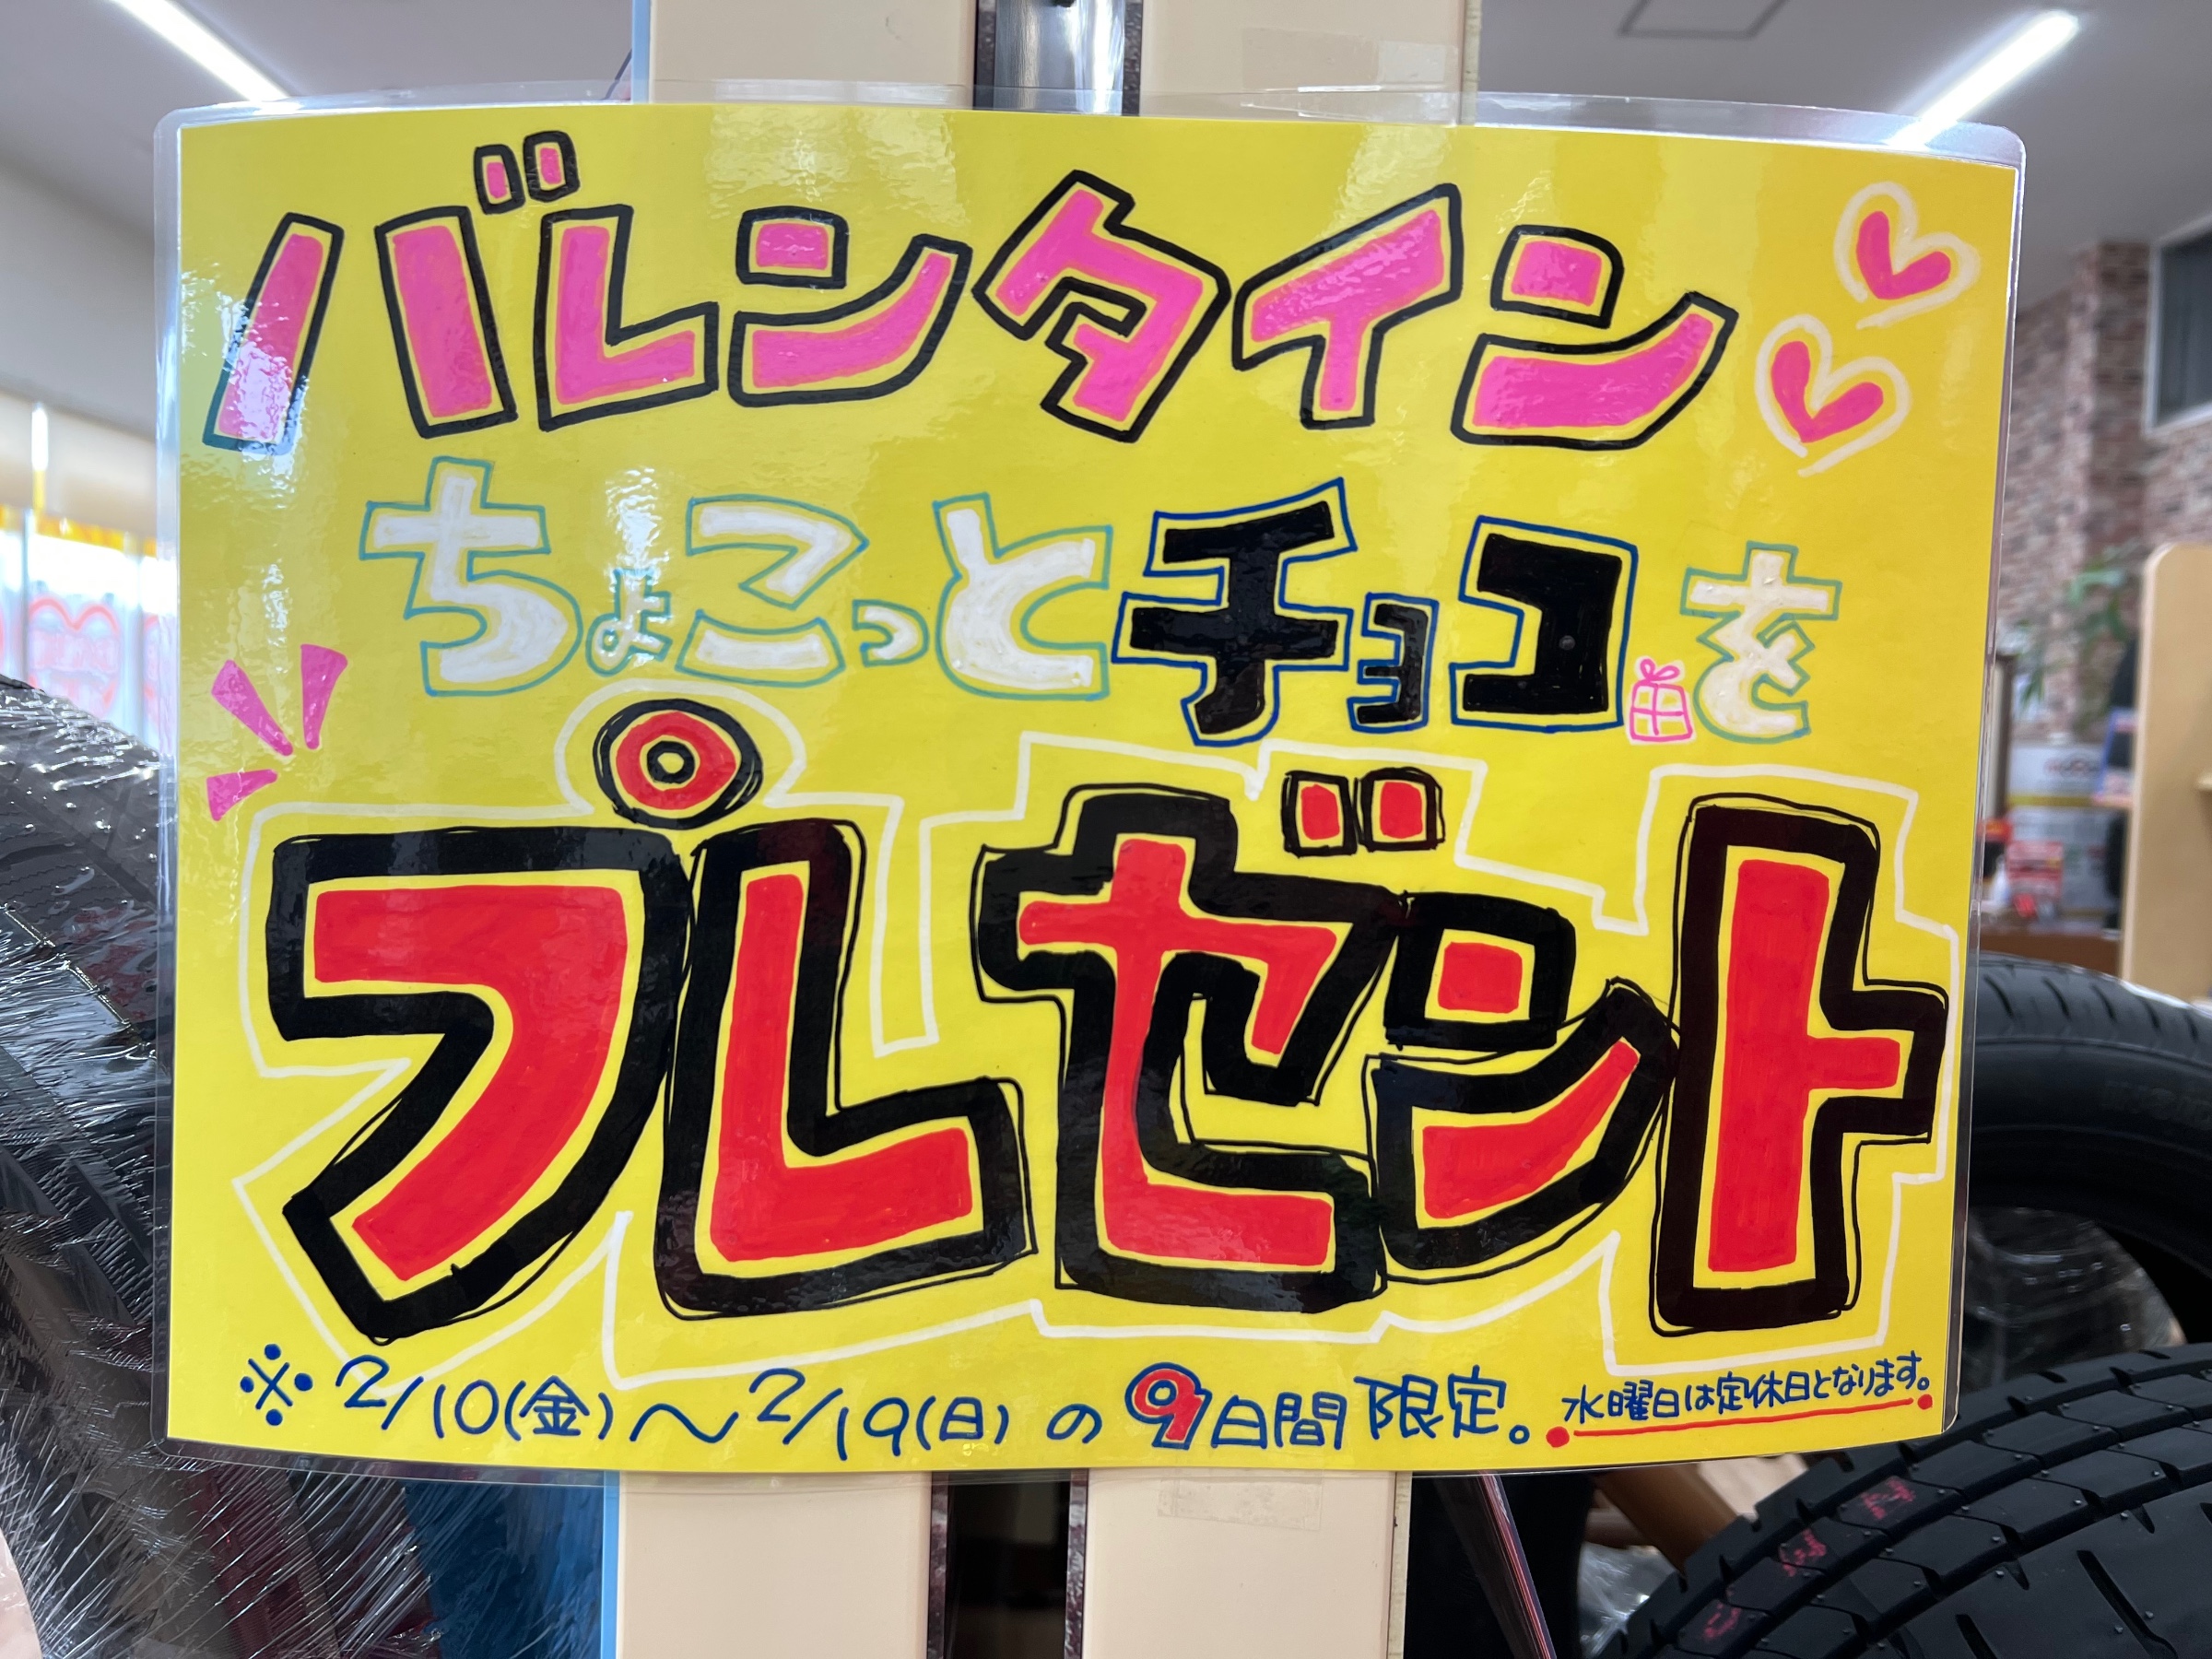 バレンタイン
ちょこっとチョコを
プレゼント
※2/10(金)～2/19(日)の9日間限定。水曜日は定休日となります。